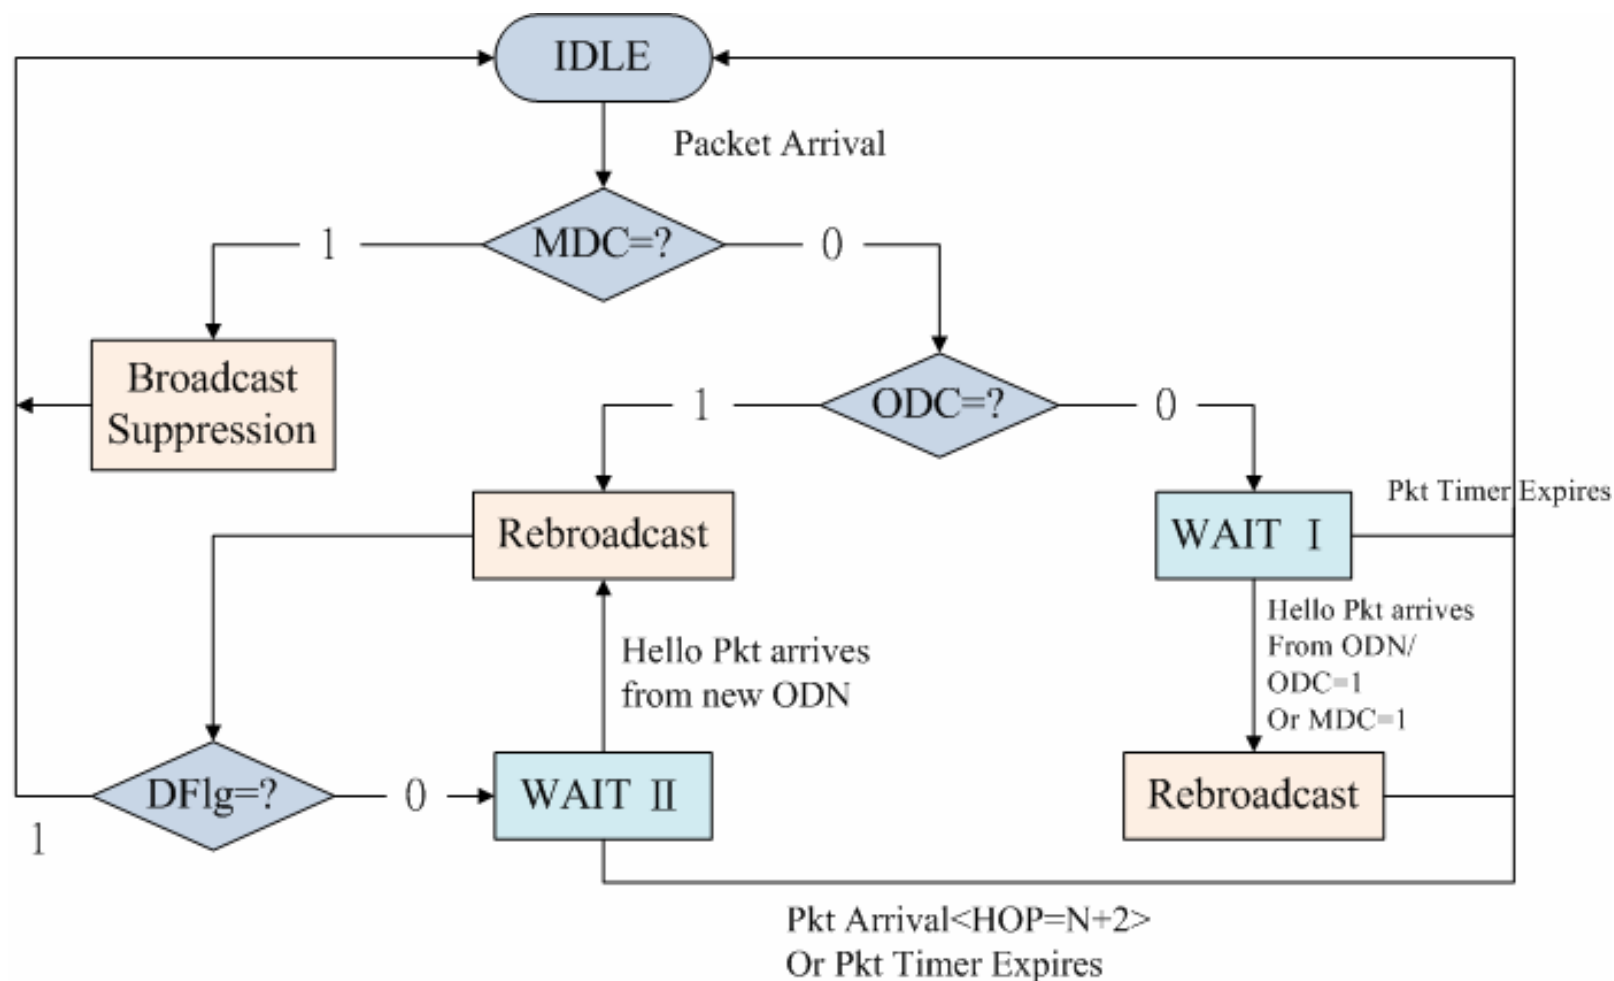 IDLE
Packet Arrival
1
MDC=?
0
Broadcast
Suppression
1
ODC=?
0
Rebroadcast
WAIT Ⅰ
Pkt Timer Expires
Hello Pkt arrives
from new ODN
Hello Pkt arrives
From ODN/
ODC=1
Or MDC=1
DFlg=?
0
WAIT Ⅱ
Rebroadcast
1
Pkt Arrival<HOP=N+2>
Or Pkt Timer Expires